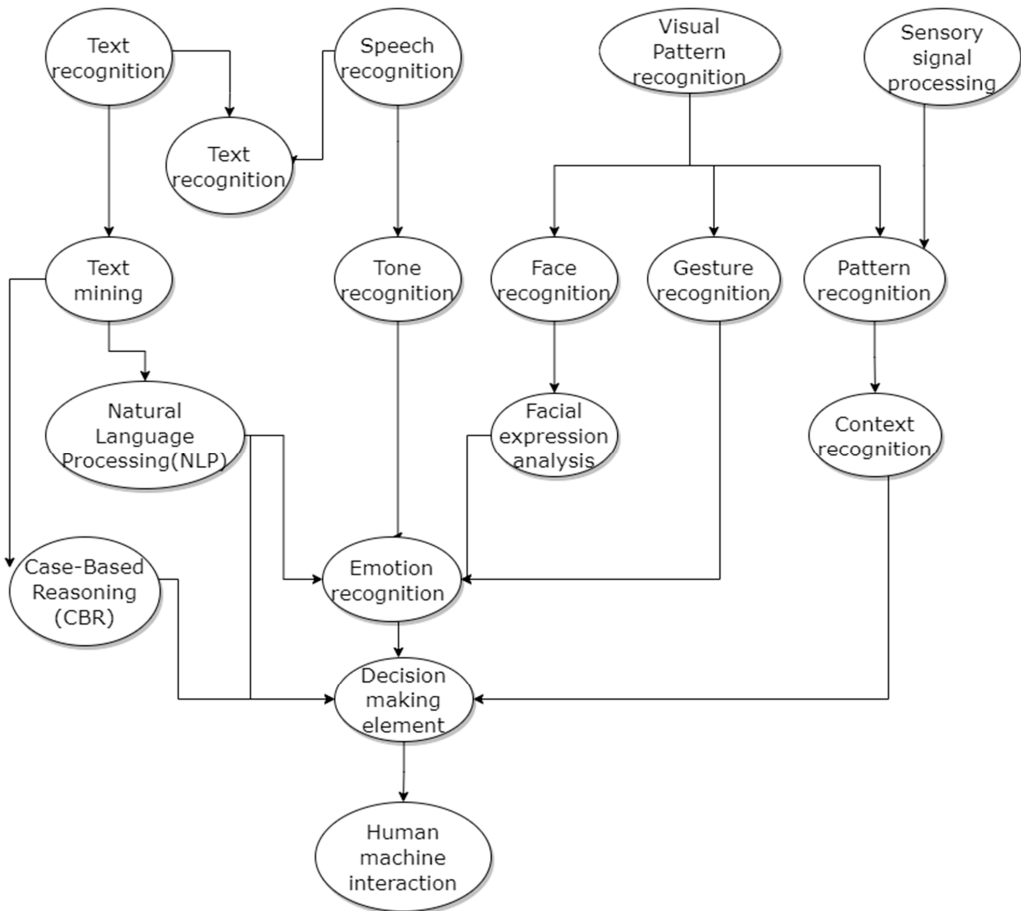 Text
recognition
Speech
recognition
Visual
Pattern
recognition
Sensory
signal
processing
Text
recognition
Text
mining
Tone
recognition
Face
recognition
Gesture
recognition
Pattern
recognition
Natural
Language
Processing(NLP)
Facial
expression
analysis
Context
recognition
Case-Based
Reasoning
(CBR)
Emotion
recognition
Decision
making
element
Human
machine
interaction